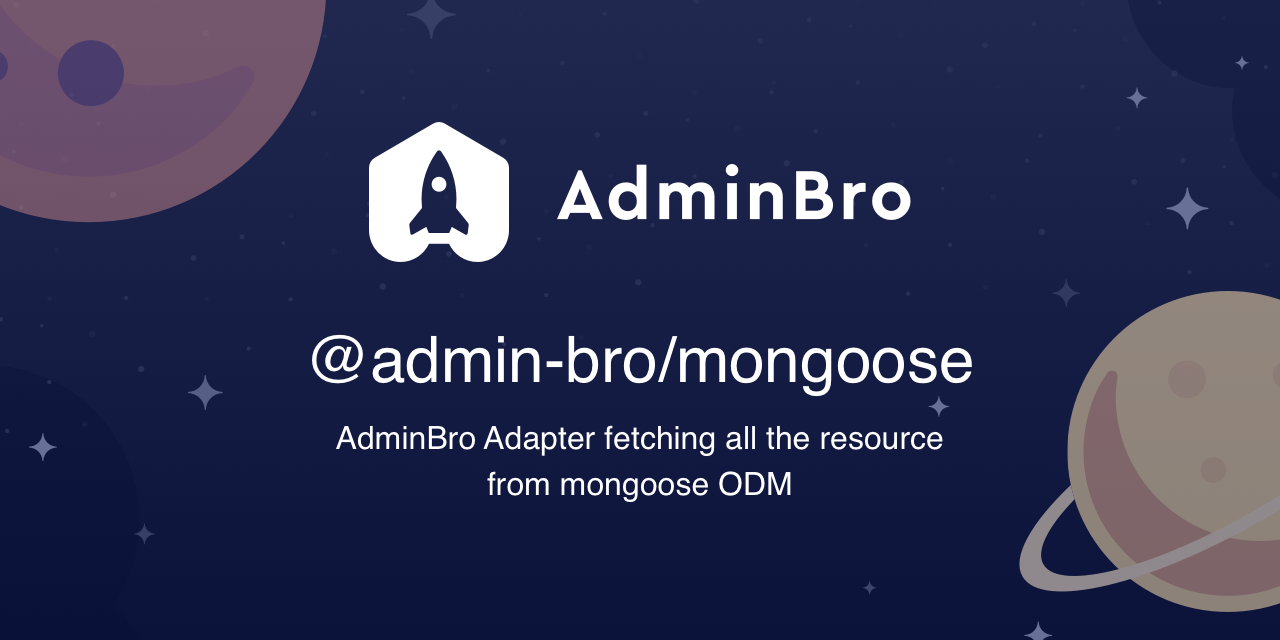 AdminBro
@admin-bro/mongoose
AdminBro Adapter fetching all the resource
from mongoose ODM